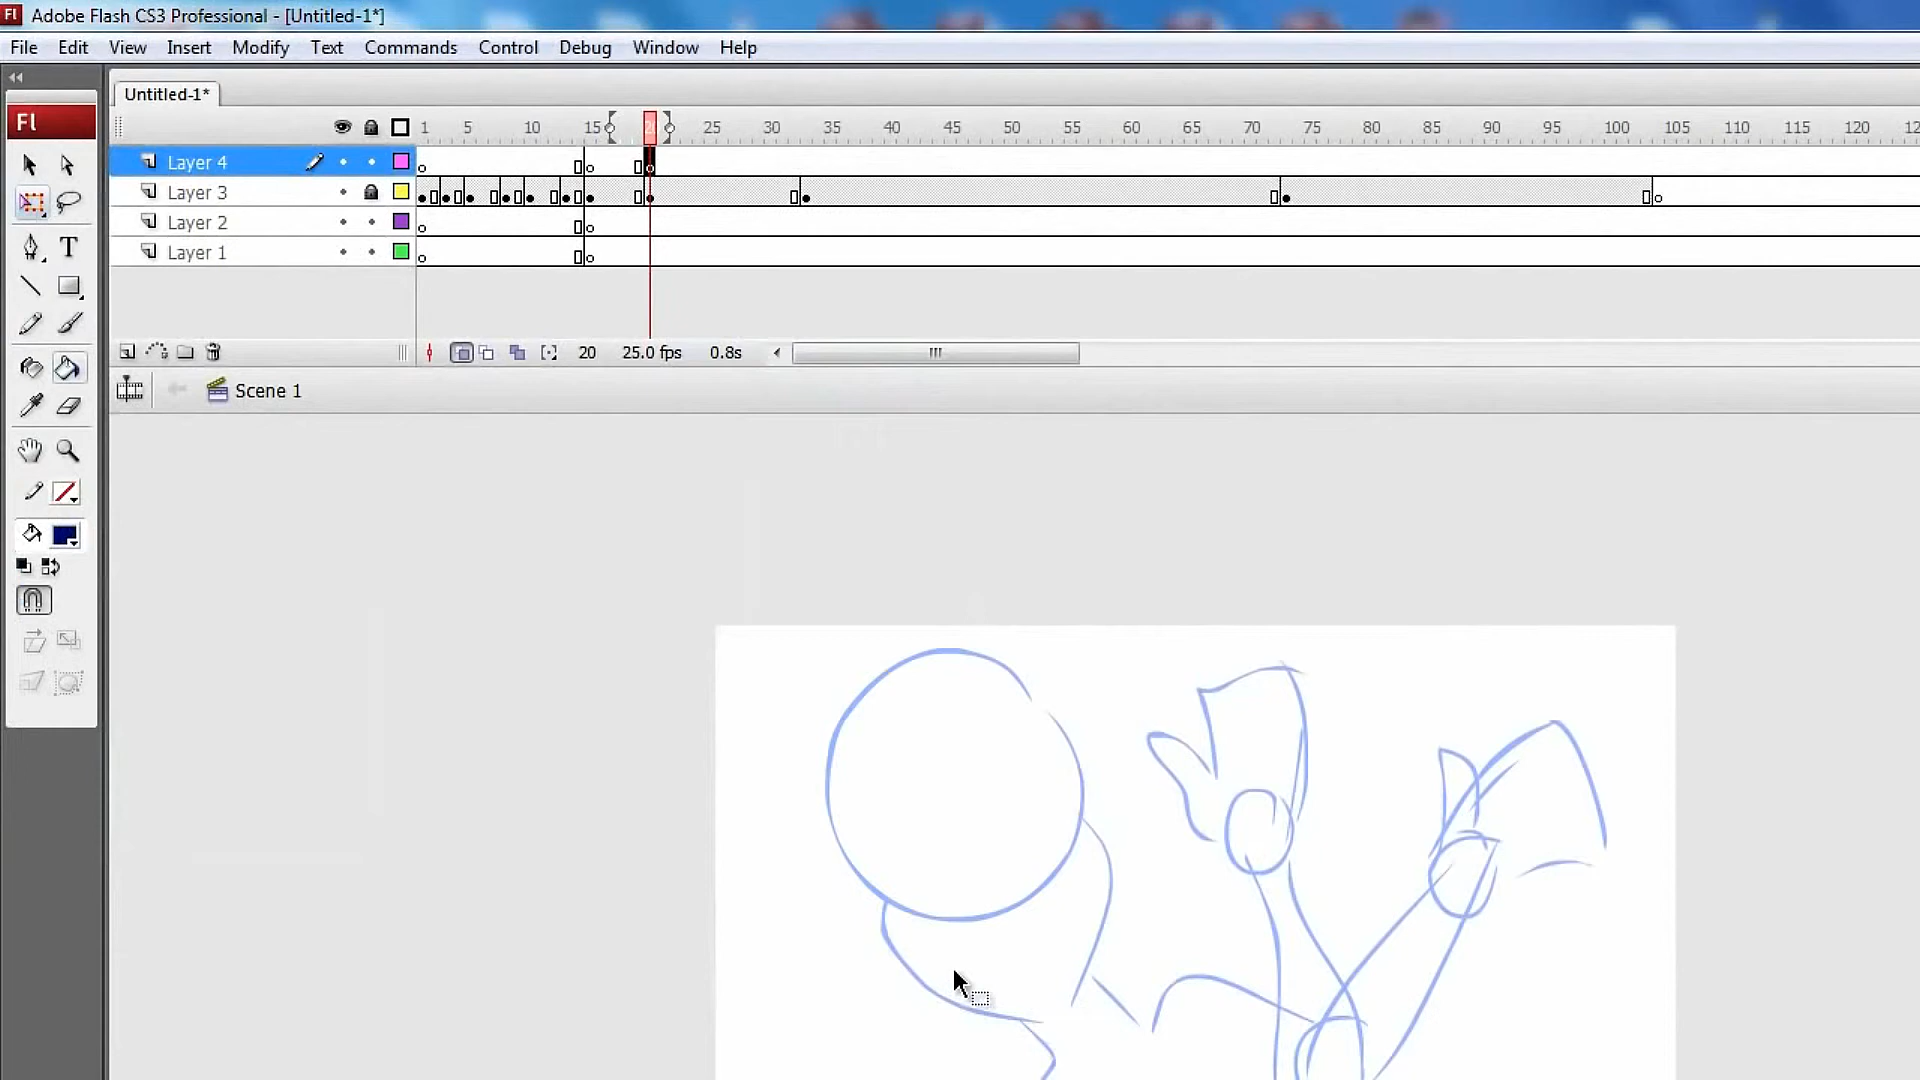 Fl Adobe Flash CS3 Professional - [Untitled-1*]
File Edit View Insert Modify Text Commands Control Debug Window Help
Untitled-1*
Fl
1 5 10 15 20 25 30 35 40 45 50 55 60 65 70 75 80 85 90 95 100 105 110 115 120
Layer 4
Layer 3
Layer 2
Layer 1
T
20 25.0 fps 0.8s
Scene 1